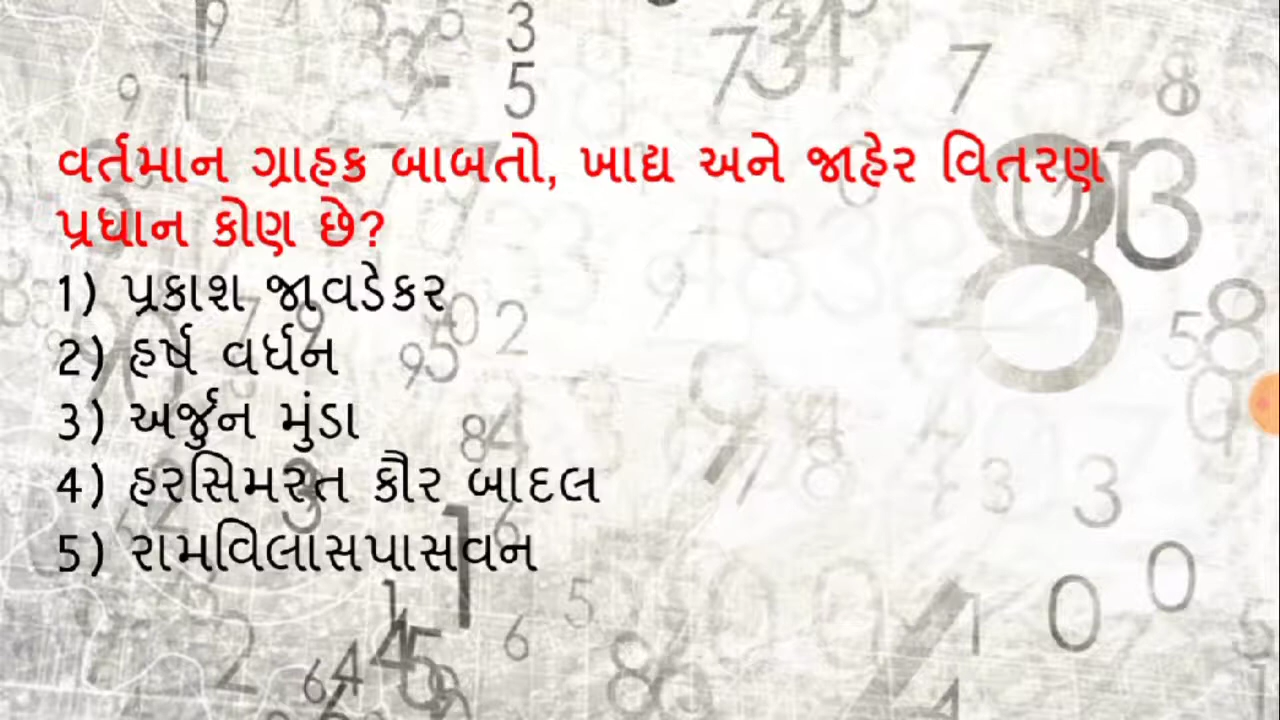 વર્તમાન ગ્રાહક બાબતો, ખાદ્ય અને જાહેર વિતરણ
પ્રધાન કોણ છે?
1) પ્રકાશ જાવડેકર
2) હર્ષ વર્ધન
3) અર્જુન મુંડા
4) હરસિમરત કૌર બાદલ
5) રામવિલાસપાસવન